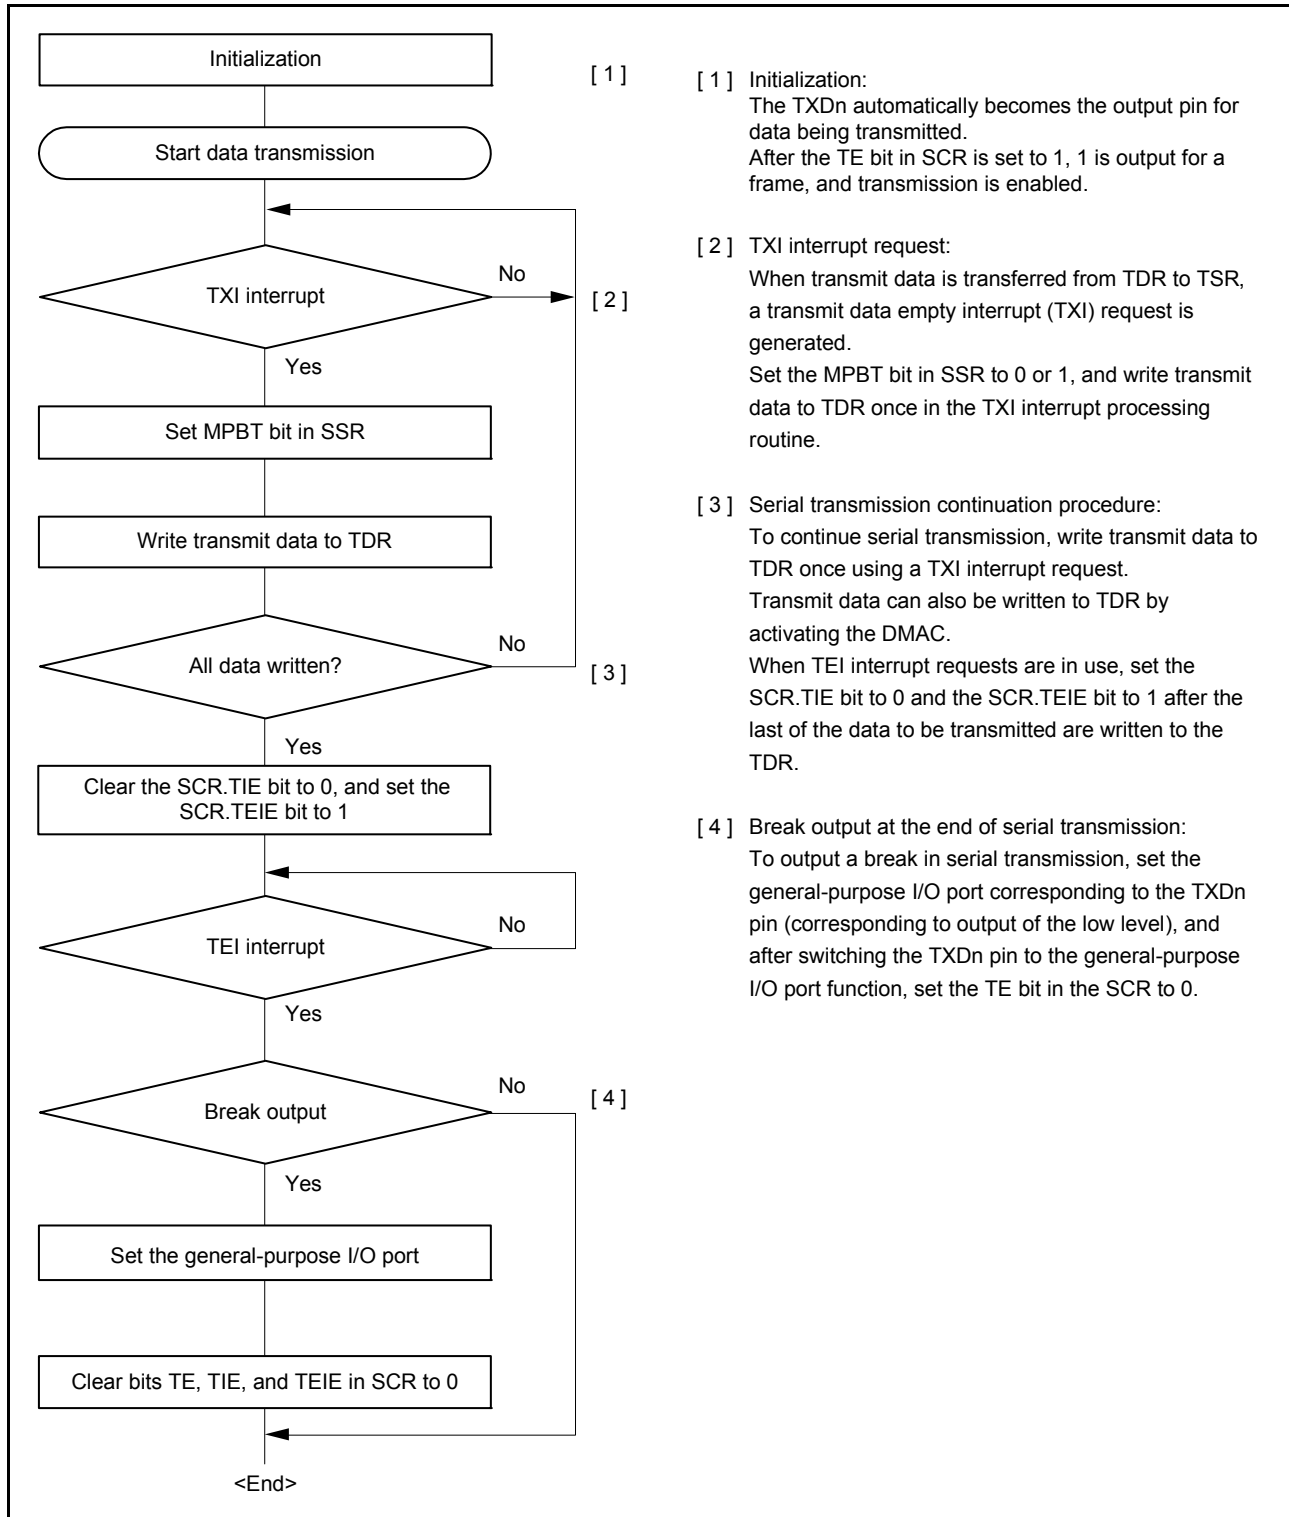 Initialization
[ 1 ]
Start data transmission
TXI interrupt
No
[ 2 ]
Yes
Set MPBT bit in SSR
Write transmit data to TDR
All data written?
No
[ 3 ]
Yes
Clear the SCR.TIE bit to 0, and set the
SCR.TEIE bit to 1
TEI interrupt
No
Yes
Break output
No
[ 4 ]
Yes
Set the general-purpose I/O port
Clear bits TE, TIE, and TEIE in SCR to 0
<End>
[ 1 ] Initialization:
The TXDn automatically becomes the output pin for
data being transmitted.
After the TE bit in SCR is set to 1, 1 is output for a
frame, and transmission is enabled.
[ 2 ] TXI interrupt request:
When transmit data is transferred from TDR to TSR,
a transmit data empty interrupt (TXI) request is
generated.
Set the MPBT bit in SSR to 0 or 1, and write transmit
data to TDR once in the TXI interrupt processing
routine.
[ 3 ] Serial transmission continuation procedure:
To continue serial transmission, write transmit data to
TDR once using a TXI interrupt request.
Transmit data can also be written to TDR by
activating the DMAC.
When TEI interrupt requests are in use, set the
SCR.TIE bit to 0 and the SCR.TEIE bit to 1 after the
last of the data to be transmitted are written to the
TDR.
[ 4 ] Break output at the end of serial transmission:
To output a break in serial transmission, set the
general-purpose I/O port corresponding to the TXDn
pin (corresponding to output of the low level), and
after switching the TXDn pin to the general-purpose
I/O port function, set the TE bit in the SCR to 0.